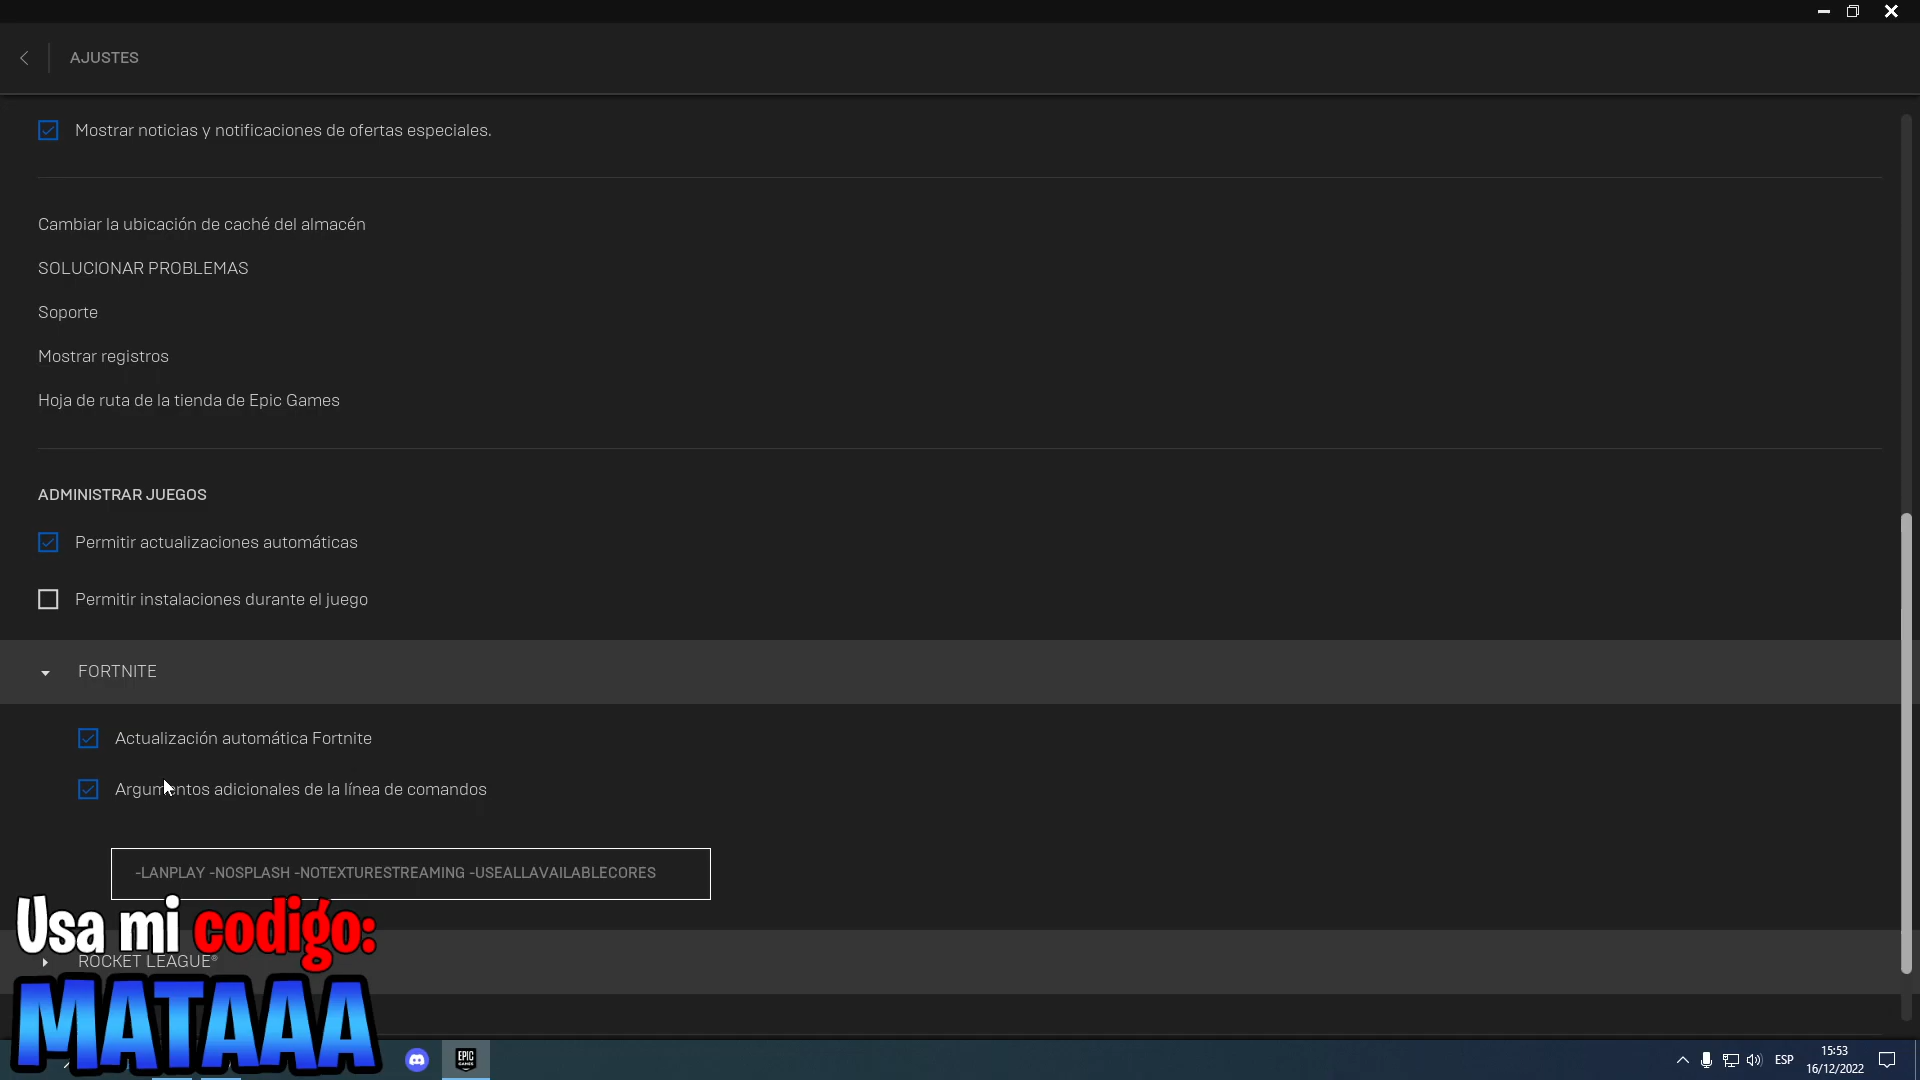 AJUSTES
Mostrar noticias y notificaciones de ofertas especiales.
Cambiar la ubicación de caché del almacén
SOLUCIONAR PROBLEMAS
Soporte
Mostrar registros
Hoja de ruta de la tienda de Epic Games
ADMINISTRAR JUEGOS
Permitir actualizaciones automáticas
Permitir instalaciones durante el juego
FORTNITE
Actualización automática Fortnite
Argumentos adicionales de la línea de comandos
-LANPLAY -NOSPLASH -NOTEXTURESTREAMING -USEALLAVAILABLECORES
Usa mi codigo:
ROCKET LEAGUE®
MATAAA
EPIC
GAMES
ESP
15:53
16/12/2022